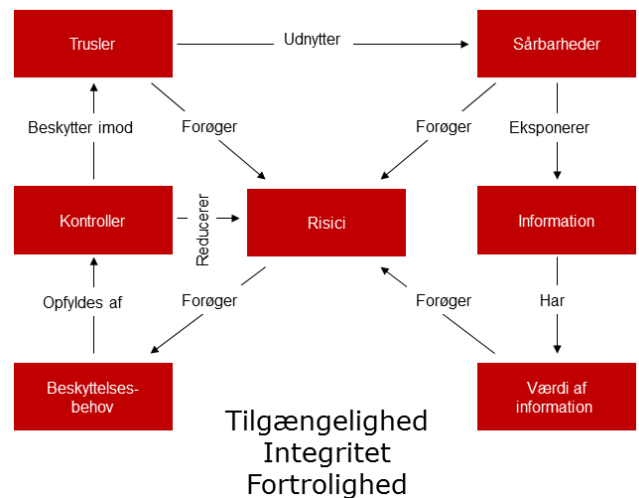 Trusler
Udnytter
Sårbarheder
Beskytter imod
Forøger
Forøger
Eksponerer
Kontroller
Reducerer
Risici
Information
Opfyldes af
Forøger
Forøger
Har
Beskyttelses-
behov
Værdi af
information
Tilgængelighed
Integritet
Fortrolighed